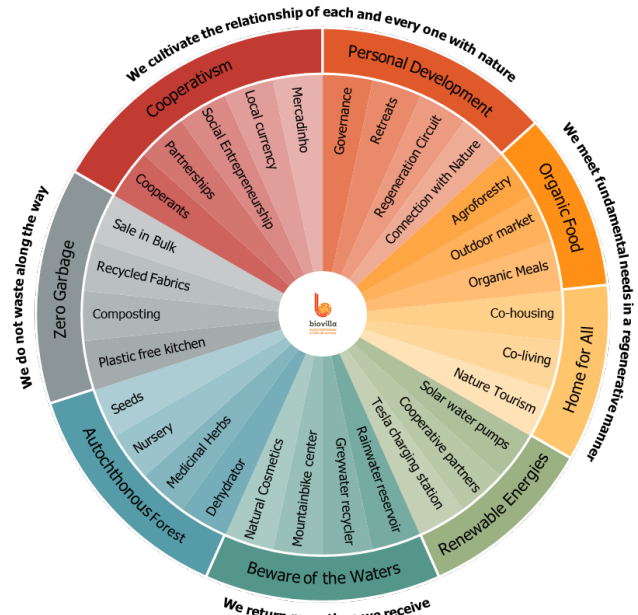 We cultivate the relationship of each and every one with nature
We meet fundamental needs in a regenerative manner
We return
we receive
We do not waste along the way
Cooperativsm
Mercadinho
Local currency
Social Entrepreneurship
Partnerships
Cooperants
Personal Development
Governance
Retreats
Regeneration Circuit
Connection with Nature
Organic Food
Agroforestry
Outdoor market
Organic Meals
Home for All
Co-housing
Co-living
Nature Tourism
Renewable Energies
Solar water pumps
Cooperative partners
Tesla charging station
Beware of the Waters
Rainwater reservoir
Greywater recycler
Mountainbike center
Natural Cosmetics
Autochthonous Forest
Dehydrator
Medicinal Herbs
Nursery
Seeds
Zero Garbage
Plastic free kitchen
Composting
Recycled Fabrics
Sale in Bulk
biovilla